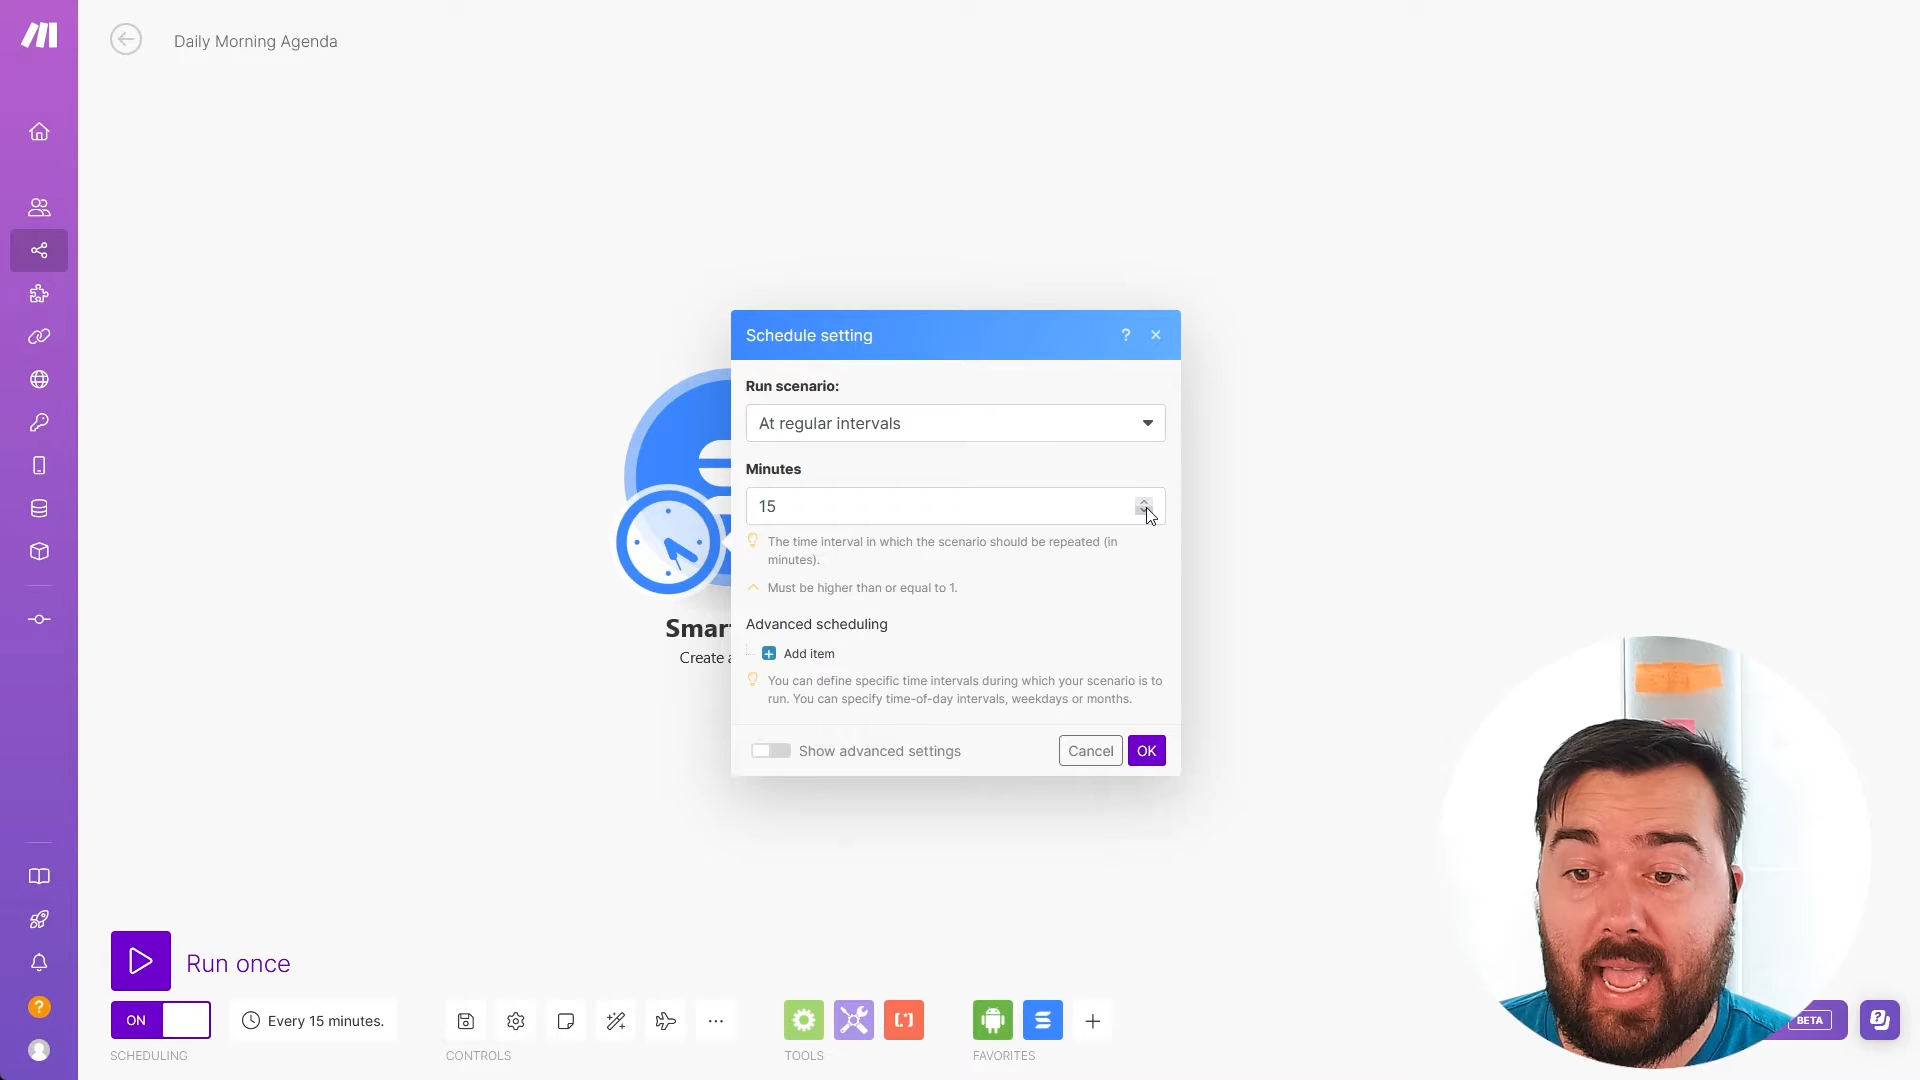 Daily Morning Agenda
Schedule setting
?
Run scenario:
At regular intervals
Minutes
15
The time interval in which the scenario should be repeated (in
minutes).
Must be higher than or equal to 1.
Advanced scheduling
Add item
You can define specific time intervals during which your scenario is to
run. You can specify time-of-day intervals, weekdays or months.
Show advanced settings
Cancel
OK
Smar
Create a
Run once
ON
Every 15 minutes.
SCHEDULING
CONTROLS
TOOLS
FAVORITES
BETA
?
?